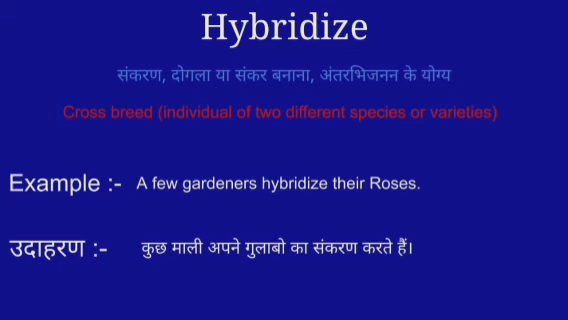 Hybridize
संकरण, दोगला या संकर बनाना, अंतरभिजनन के योग्य
Cross breed (individual of two different species or varieties)
Example :- A few gardeners hybridize their Roses.
उदाहरण :- कुछ माली अपने गुलाबो का संकरण करते हैं।